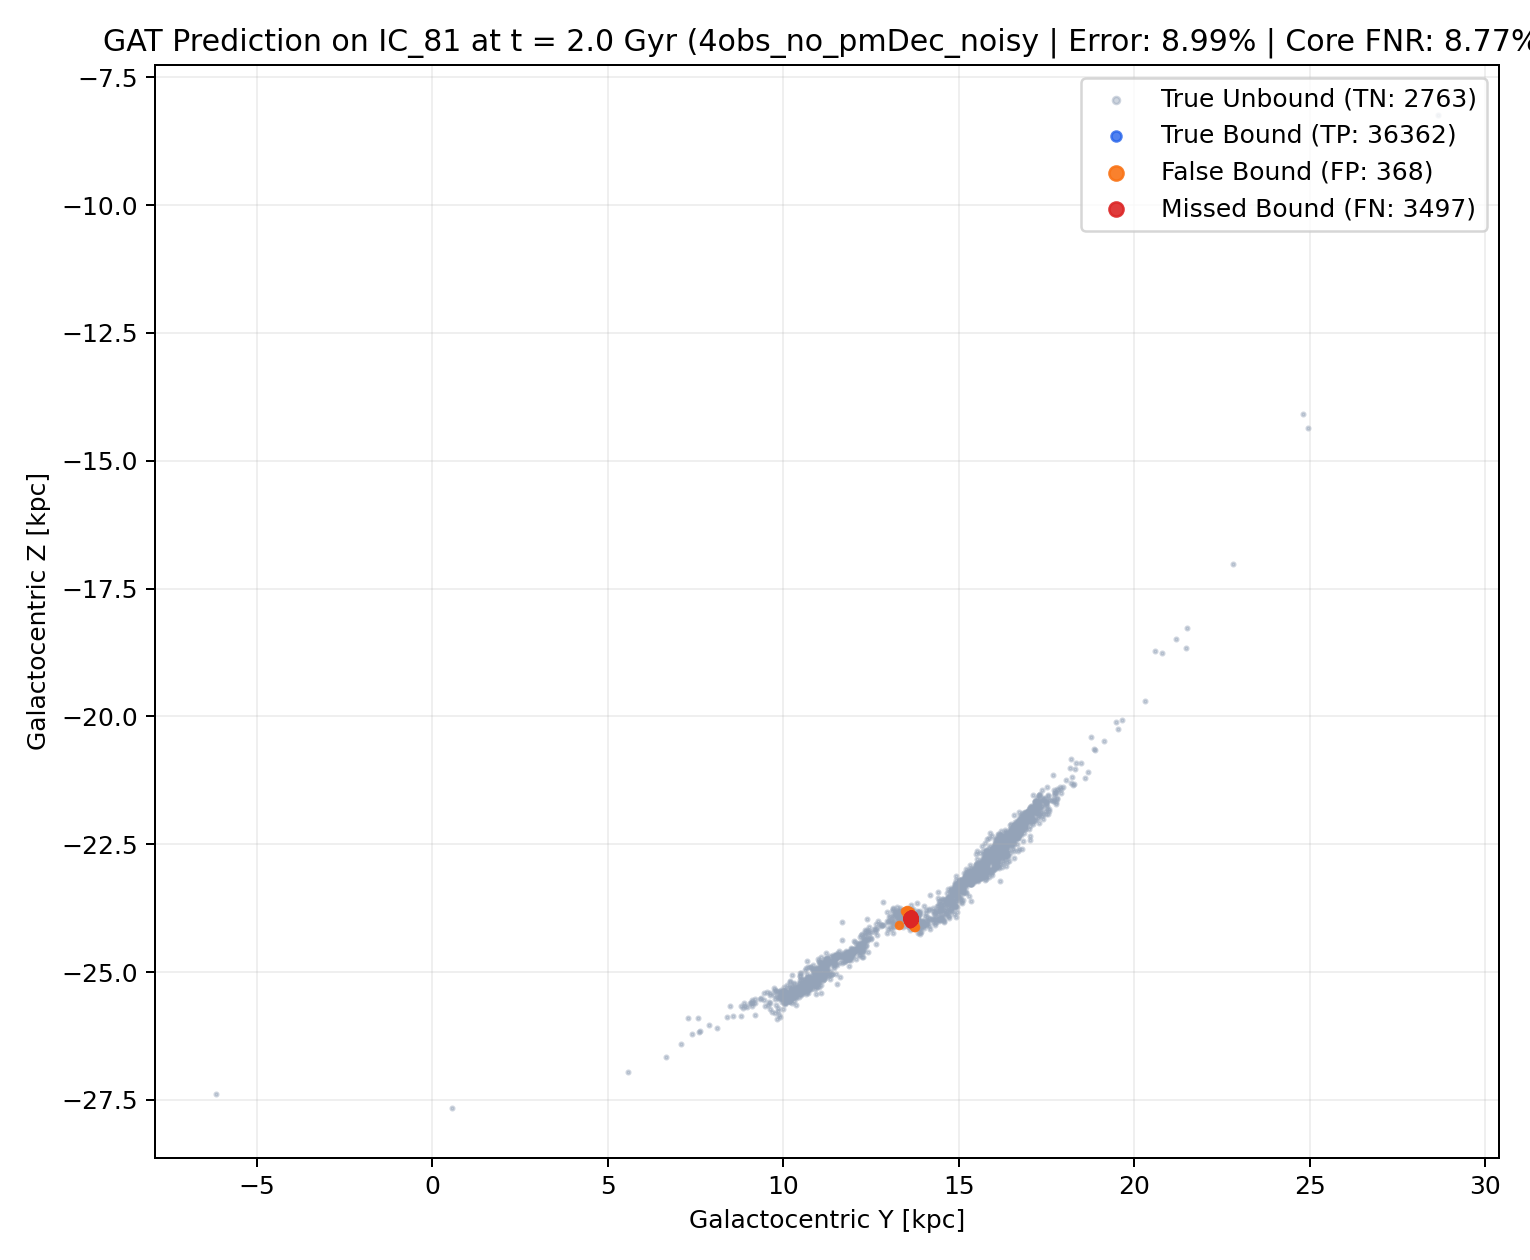 GAT Prediction on IC_81 at t = 2.0 Gyr (4obs_no_pmDec_noisy | Error: 8.99% | Core FNR: 8.77%
True Unbound (TN: 2763)
True Bound (TP: 36362)
False Bound (FP: 368)
Missed Bound (FN: 3497)
Galactocentric Z [kpc]
−7.5
−10.0
−12.5
−15.0
−17.5
−20.0
−22.5
−25.0
−27.5
−5 0 5 10 15 20 25 30
Galactocentric Y [kpc]